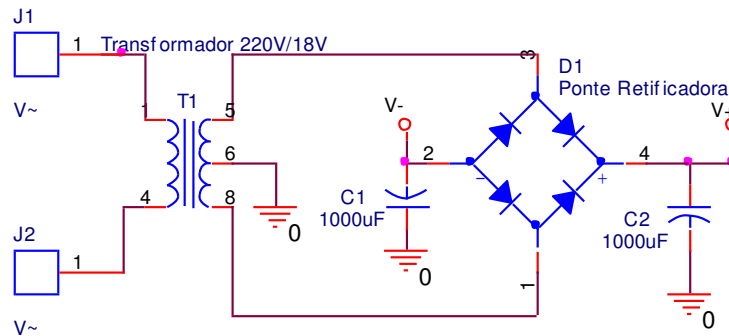 J1
1
Transformador 220V/18V
V~
T1
1
5
6
4
8
0
J2
1
V~
3
D1
Ponte Retificadora
V-
2
-
+
4
V+
C1
1000uF
0
C2
1000uF
0
1